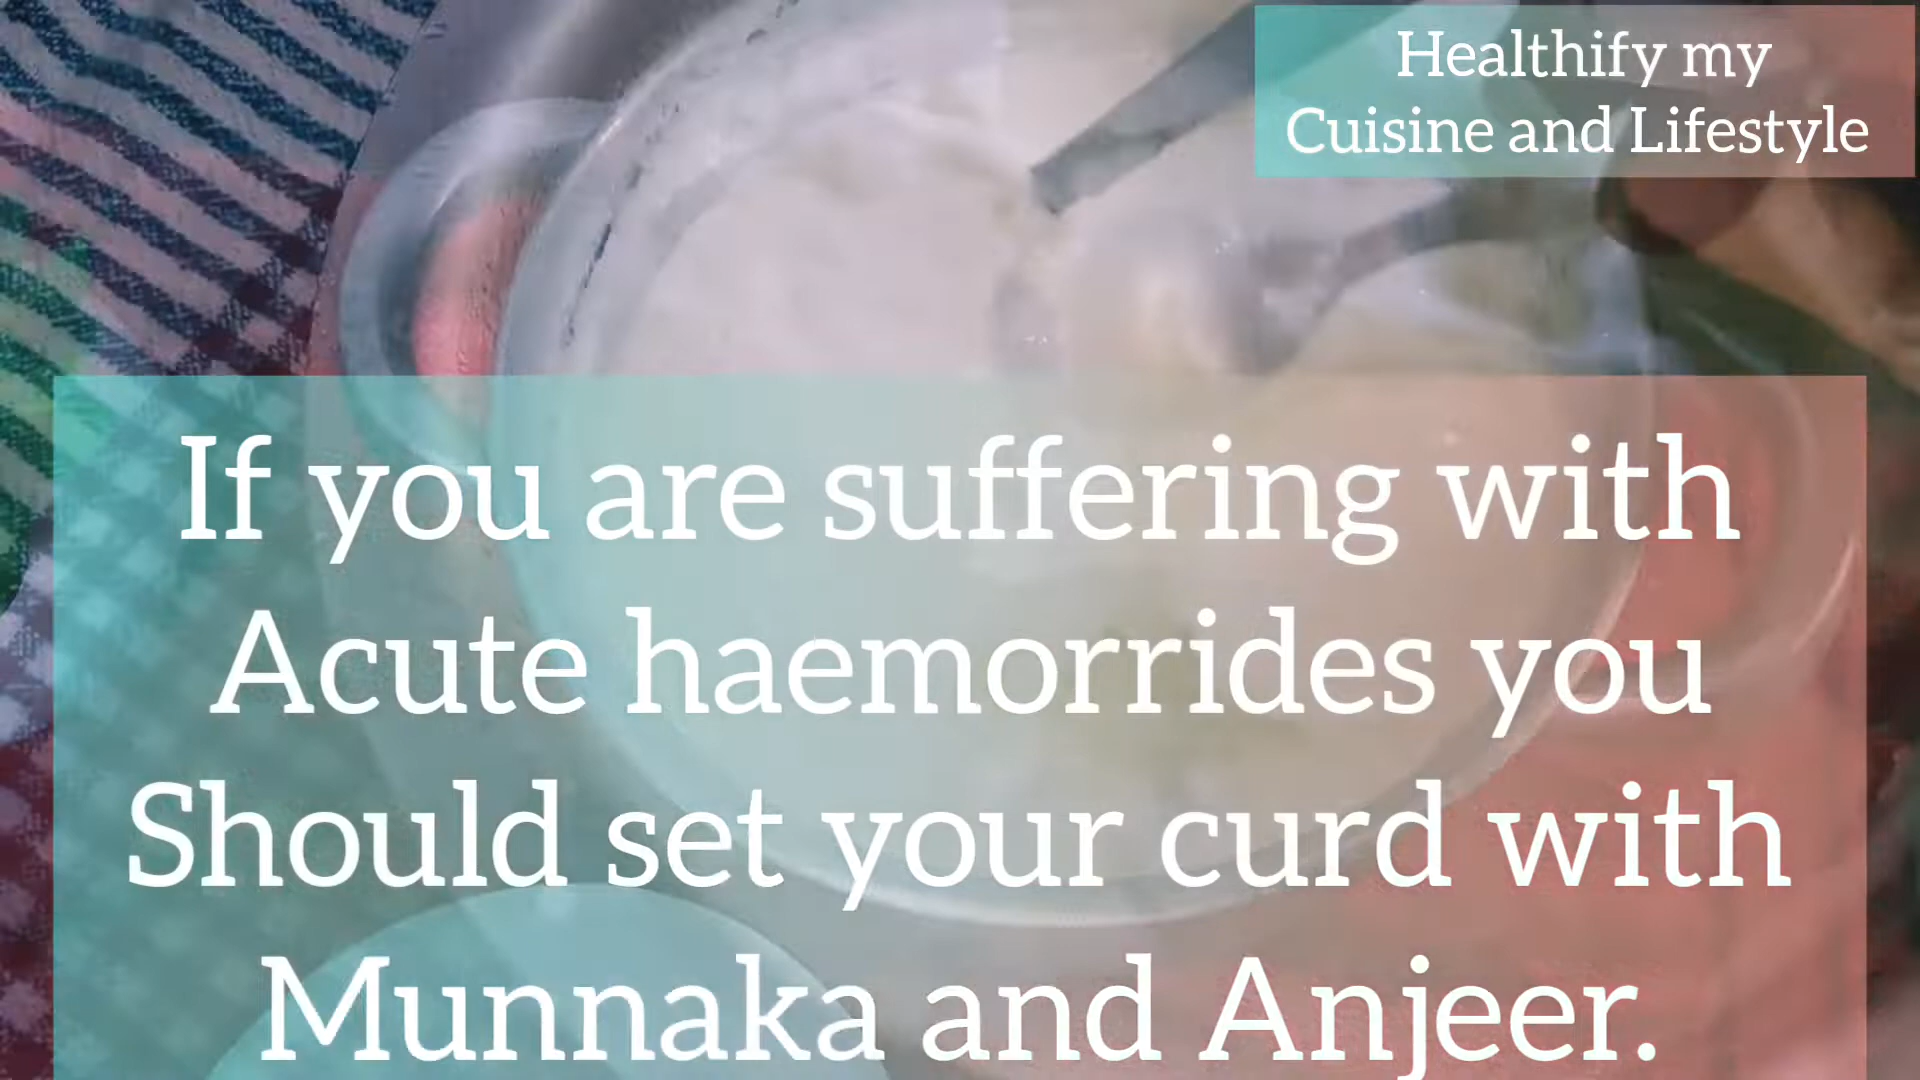 Healthify my
Cuisine and Lifestyle
If you are suffering with
Acute haemorrides you
Should set your curd with
Munnaka and Anjeer.